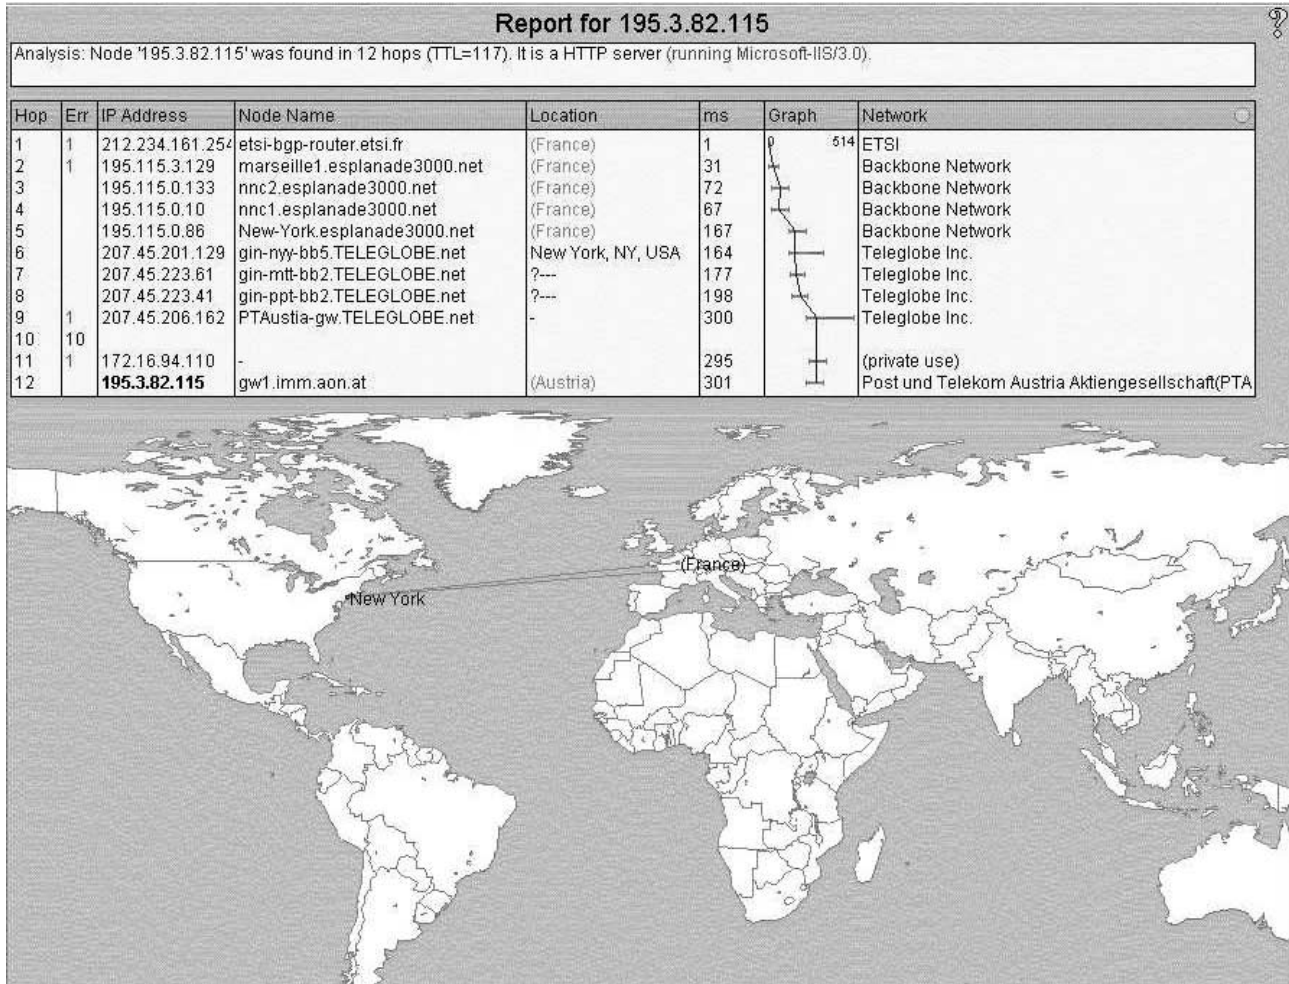 Report for 195.3.82.115
?
Analysis: Node '195.3.82.115' was found in 12 hops (TTL=117). It is a HTTP server (running Microsoft-IIS/3.0).
Hop Err IP Address Node Name Location ms Graph Network
1 1 212.234.161.254 etsi-bgp-router.etsi.fr (France) 1 0 514 ETSI
2 1 195.115.3.129 marseille1.esplanade3000.net (France) 31 Backbone Network
3 195.115.0.133 nnc2.esplanade3000.net (France) 72 Backbone Network
4 195.115.0.10 nnc1.esplanade3000.net (France) 67 Backbone Network
5 195.115.0.86 New-York.esplanade3000.net (France) 167 Backbone Network
6 207.45.201.129 gin-nyy-bb5.TELEGLOBE.net New York, NY, USA 164 Teleglobe Inc.
7 207.45.223.61 gin-mtt-bb2.TELEGLOBE.net ?--- 177 Teleglobe Inc.
8 207.45.223.41 gin-ppt-bb2.TELEGLOBE.net ?--- 198 Teleglobe Inc.
9 1 207.45.206.162 PTAustia-gw.TELEGLOBE.net - 300 Teleglobe Inc.
10 10
11 1 172.16.94.110 - 295 (private use)
12 195.3.82.115 gw1.imm.aon.at (Austria) 301 Post und Telekom Austria Aktiengesellschaft(PTA
(France)
New York